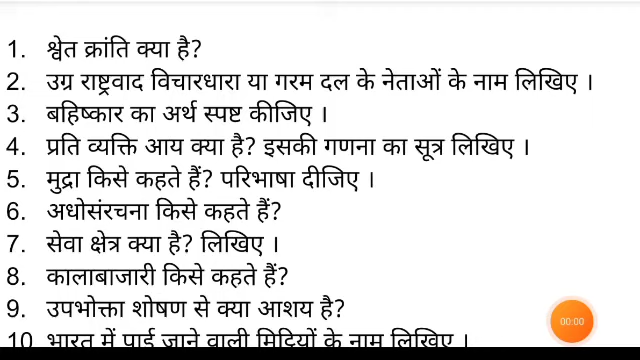 1. श्वेत क्रांति क्या है?
2. उग्र राष्ट्रवाद विचारधारा या गरम दल के नेताओं के नाम लिखिए ।
3. बहिष्कार का अर्थ स्पष्ट कीजिए ।
4. प्रति व्यक्ति आय क्या है? इसकी गणना का सूत्र लिखिए ।
5. मुद्रा किसे कहते हैं? परिभाषा दीजिए ।
6. अधोसंरचना किसे कहते हैं?
7. सेवा क्षेत्र क्या है? लिखिए ।
8. कालाबाजारी किसे कहते हैं?
9. उपभोक्ता शोषण से क्या आशय है?
00:00
10. भारत में पाई जाने वाली मिट्टियों के नाम लिखिए ।